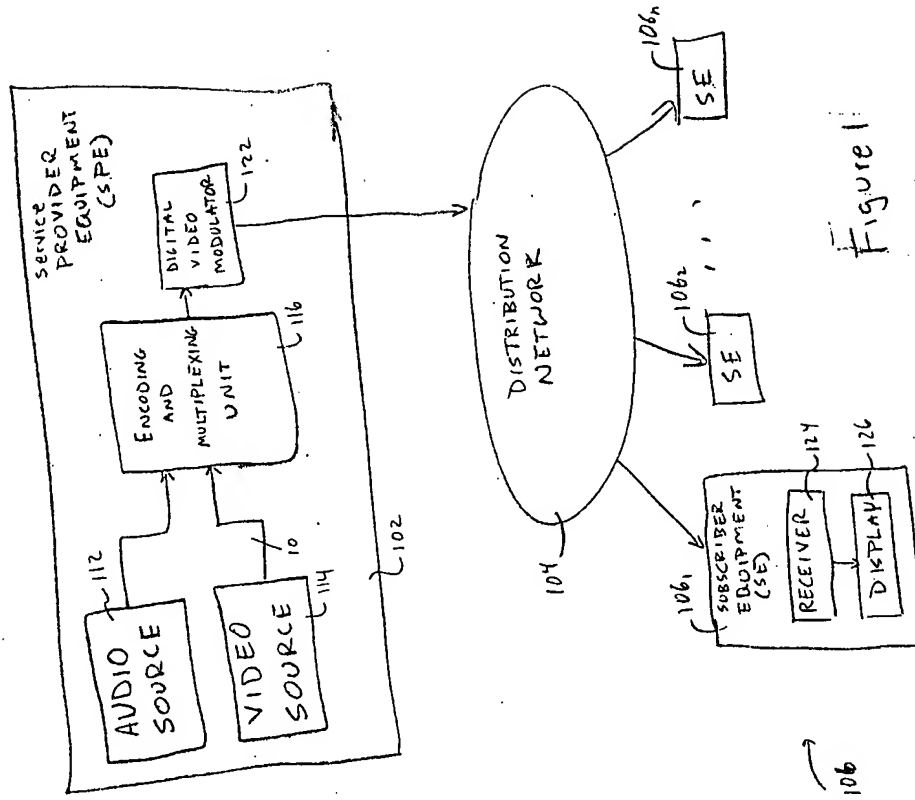 service
PROVIDER
EQUIPMENT
(SPE)
AUDIO
SOURCE
112
VIDEO
SOURCE
114
10
ENCODING
AND
MULTIPLEXING
UNIT
116
DIGITAL
VIDEO
MODULATOR
122
102
DISTRIBUTION
NETWORK
104
106₁
SUBSCRIBER
EQUIPMENT
(SE)
RECEIVER
124
DISPLAY
126
SE
106₂
, , ,
SE
106n
106
Figure 1